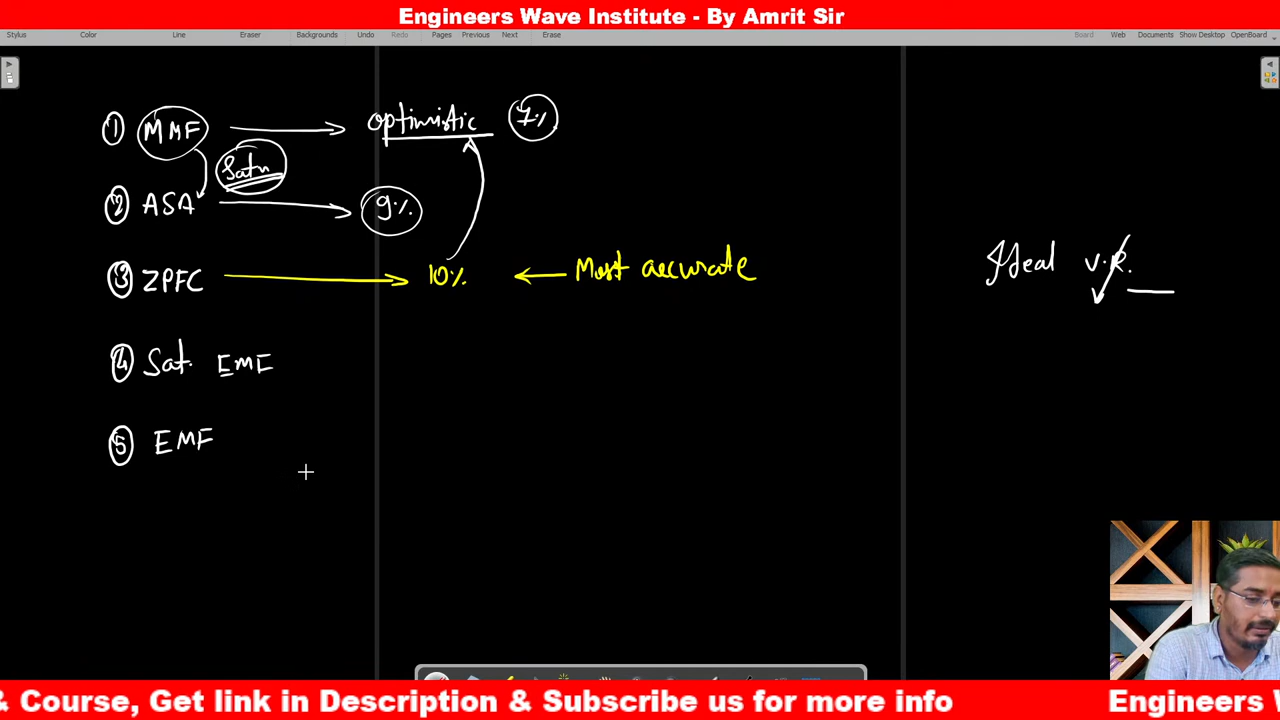 Engineers Wave Institute - By Amrit Sir
Stylus Color Line Eraser Backgrounds Undo Redo Pages Previous Next Erase Board Web Documents Show Desktop OpenBoard
① MMF → optimistic 7%
Satn
② ASA → 9%
③ ZPFC → 10% ← Most accurate
Ideal V.R.
④ Sat. EMF
⑤ EMF
& Course, Get link in Description & Subscribe us for more info Engineers Wa